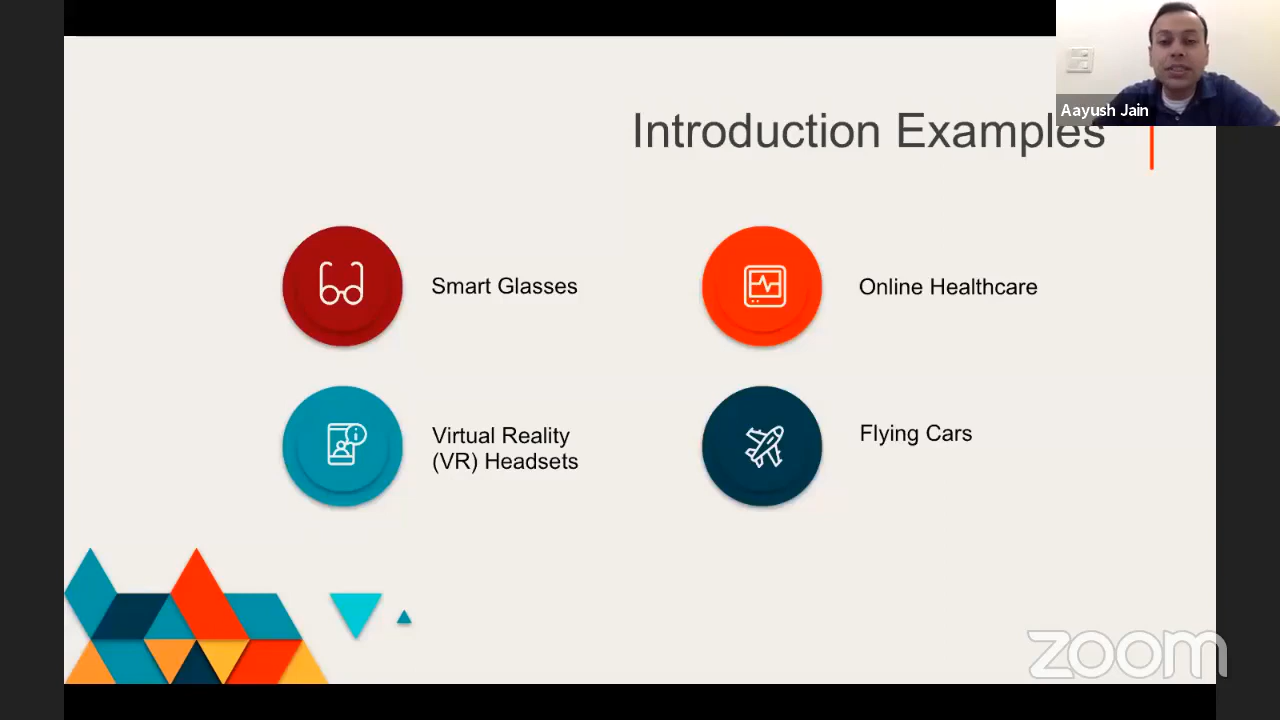 Aayush Jain
Introduction Examples
Smart Glasses
Online Healthcare
Virtual Reality
(VR) Headsets
Flying Cars
zoom